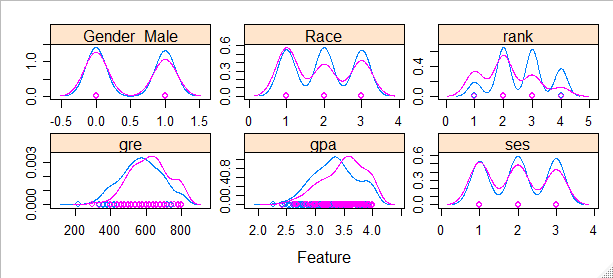 Gender Male
0.0 1.0
-0.5 0.0 0.5 1.0 1.5
Race
0.0 0.3 0.6
0 1 2 3 4
rank
0.0 0.4
0 1 2 3 4 5
gre
0.000 0.003
200 400 600 800
gpa
0.0 0.4 0.8
2.0 2.5 3.0 3.5 4.0
ses
0.0 0.3 0.6
0 1 2 3 4
Feature